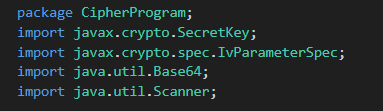 package CipherProgram;
import javax.crypto.SecretKey;
import javax.crypto.spec.IvParameterSpec;
import java.util.Base64;
import java.util.Scanner;